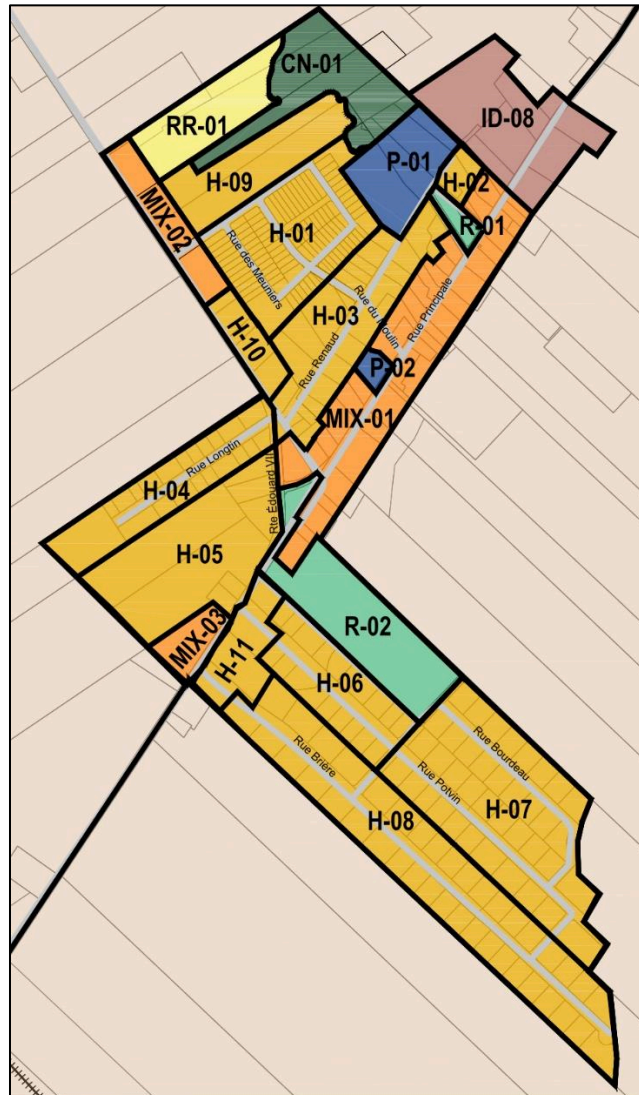 CN-01
RR-01
ID-08
P-01
H-09
H-02
MIX-02
H-01
R-01
Rue des Meuniers
H-03
Rue du Moulin
Rue Principale
H-10
Rue Renaud
P-02
MIX-01
Rue Longtin
H-04
Rte Édouard VII
H-05
R-02
MIX-03
H-11
H-06
Rue Bourdeau
Rue Brière
Rue Potvin
H-07
H-08